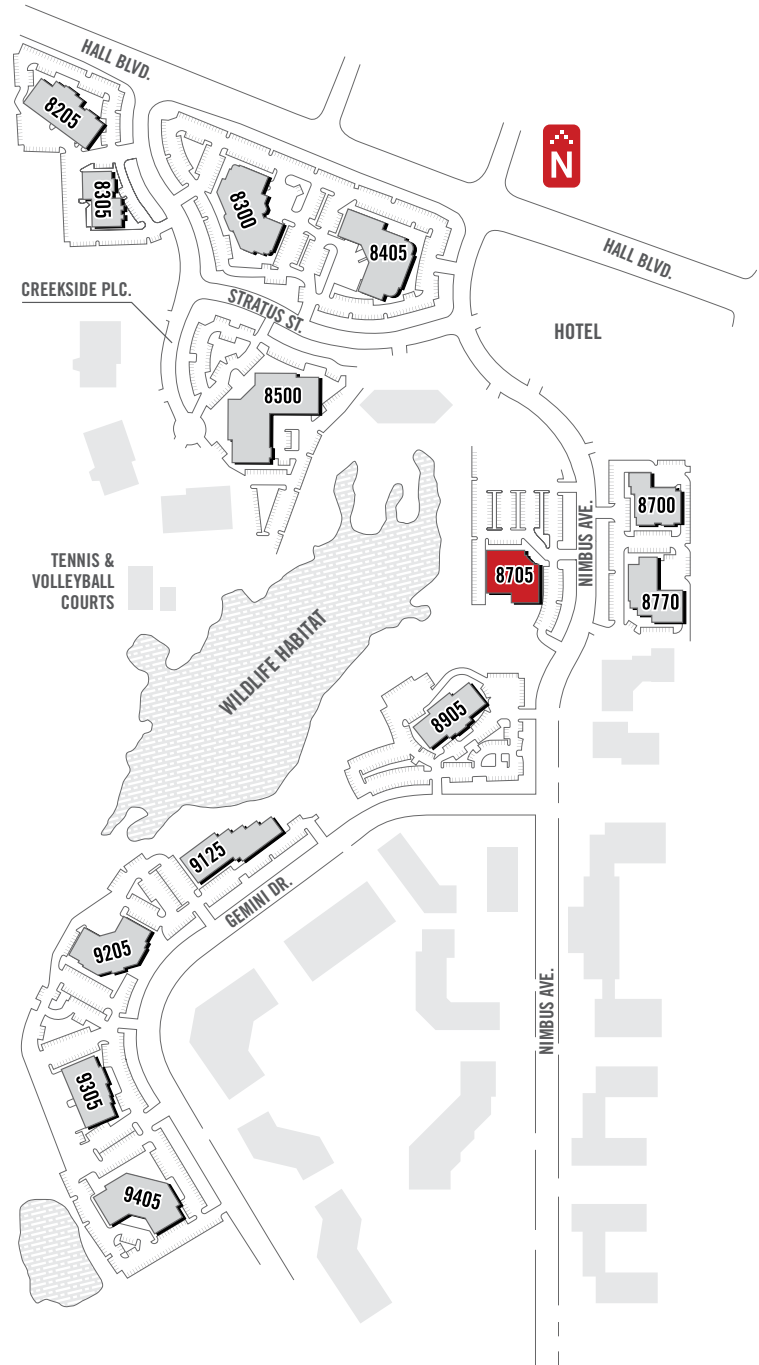 HALL BLVD.
8205
N
8305
8300
8405
HALL BLVD.
CREEKSIDE PLC.
STRATUS ST.
HOTEL
8500
NIMBUS AVE.
8700
TENNIS &
VOLLEYBALL
COURTS
8705
8770
WILDLIFE HABITAT
8905
9125
GEMINI DR.
9205
NIMBUS AVE.
9305
9405